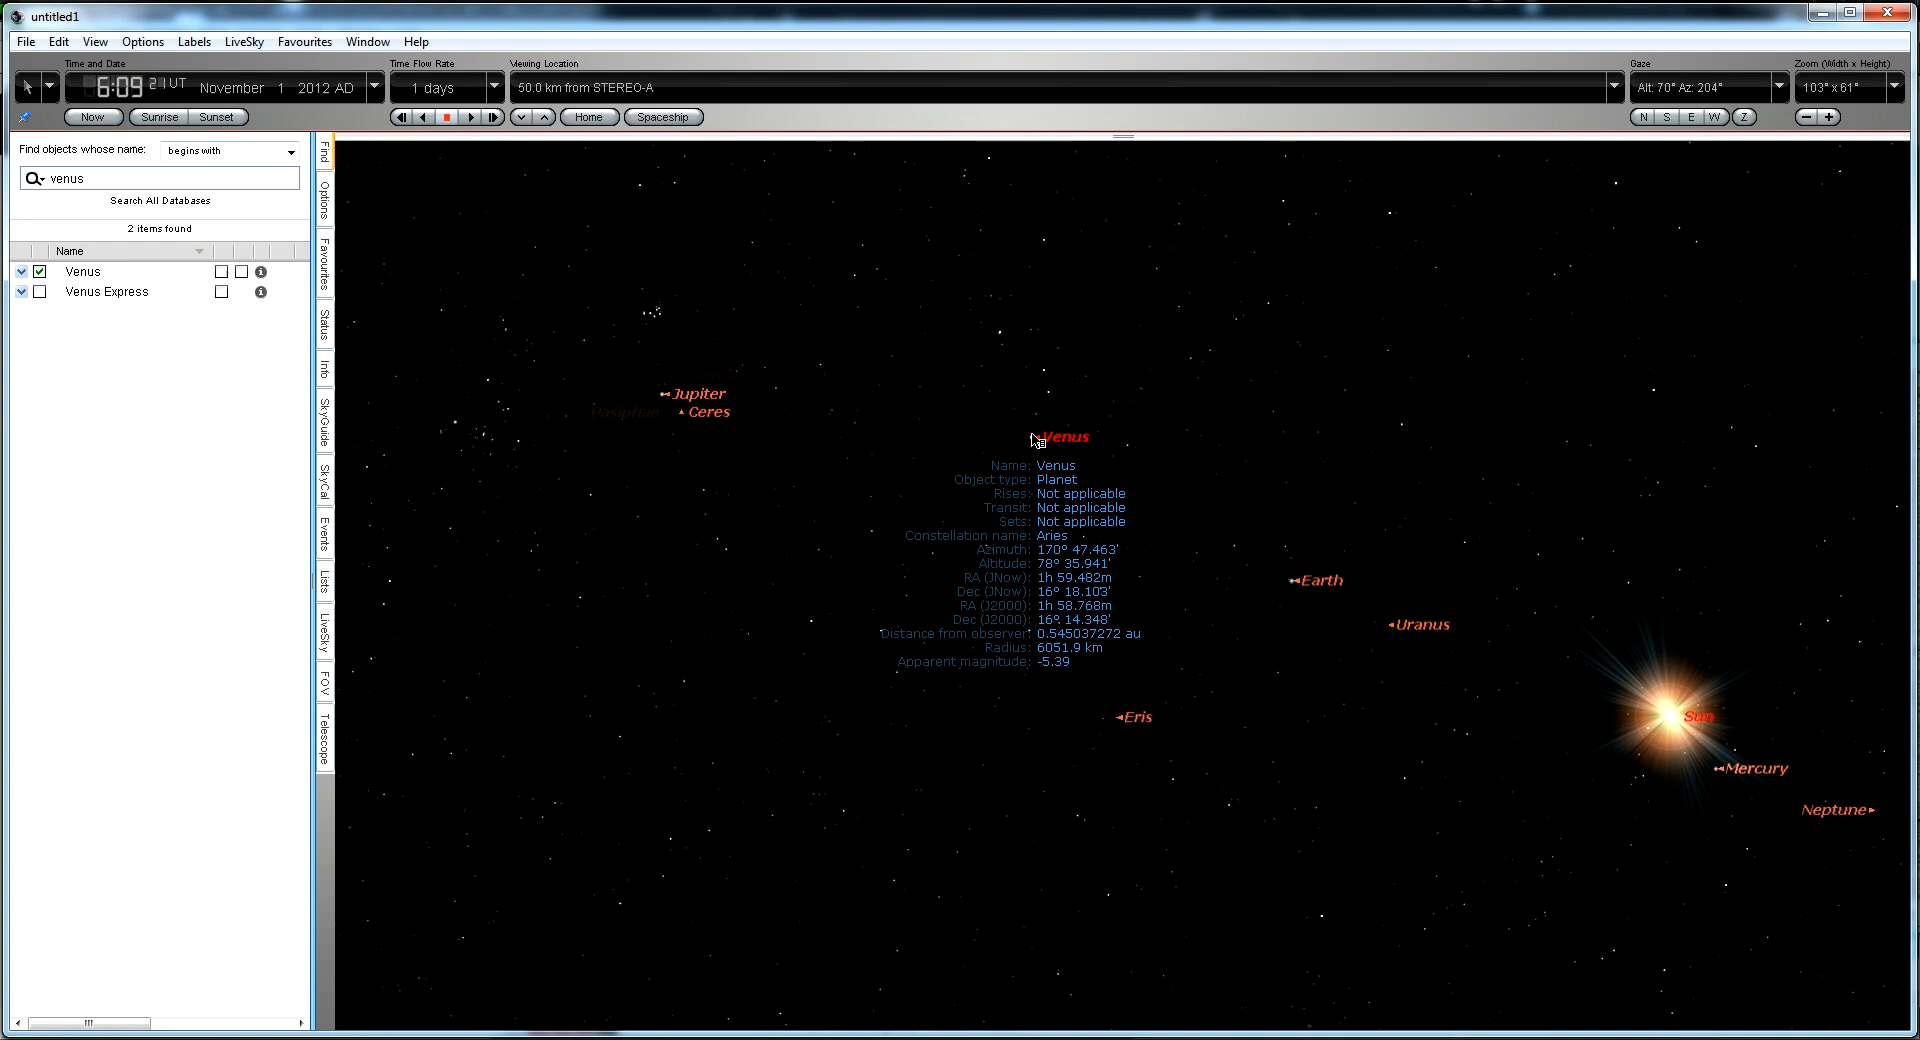 untitled1
File Edit View Options Labels LiveSky Favourites Window Help
Time and Date Time Flow Rate Viewing Location Gaze Zoom (Width x Height)
6:09 UT November 1 2012 AD 1 days 50.0 km from STEREO-A Alt: 70° Az: 204° 103° x 61°
Now Sunrise Sunset Home Spaceship N S E W Z
Find objects whose name: begins with
venus
Search All Databases
2 items found
Name
Venus
Venus Express
Find
Options
Favourites
Status
Info
SkyGuide
SkyCal
Events
Lists
LiveSky
FOV
Telescope
Jupiter
Pasiphae Ceres
Venus
Name: Venus
Object type: Planet
Rises: Not applicable
Transit: Not applicable
Sets: Not applicable
Constellation name: Aries
Azimuth: 170° 47.463'
Altitude: 78° 35.941'
RA (JNow): 1h 59.482m
Dec (JNow): 16° 18.103'
RA (J2000): 1h 58.768m
Dec (J2000): 16° 14.348'
Distance from observer: 0.545037272 au
Radius: 6051.9 km
Apparent magnitude: -5.39
Earth
Uranus
Eris
Sun
Mercury
Neptune